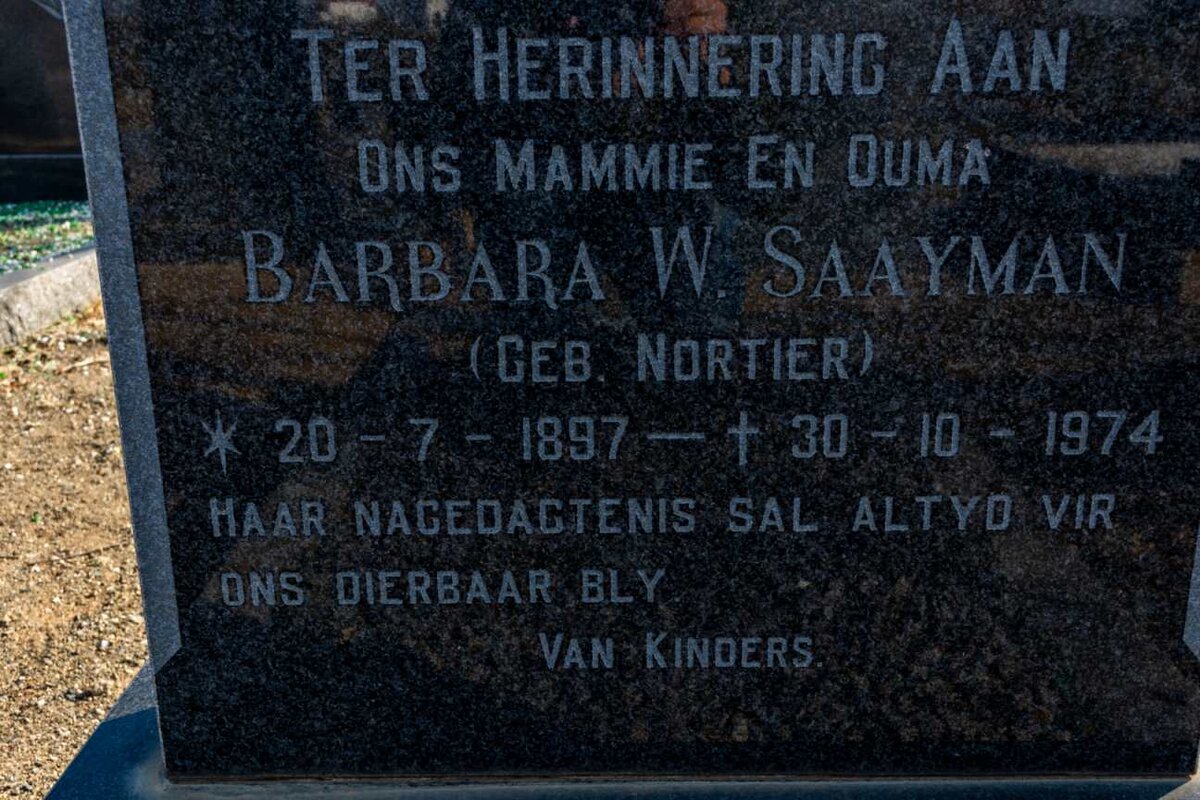 TER HERINNERING AAN
ONS MAMMIE EN OUMA
BARBARA W. SAAYMAN
(GEB. NORTIER)
* 20 - 7 - 1897 — † 30 - 10 - 1974
HAAR NAGEDAGTENIS SAL ALTYD VIR
ONS DIERBAAR BLY
VAN KINDERS.